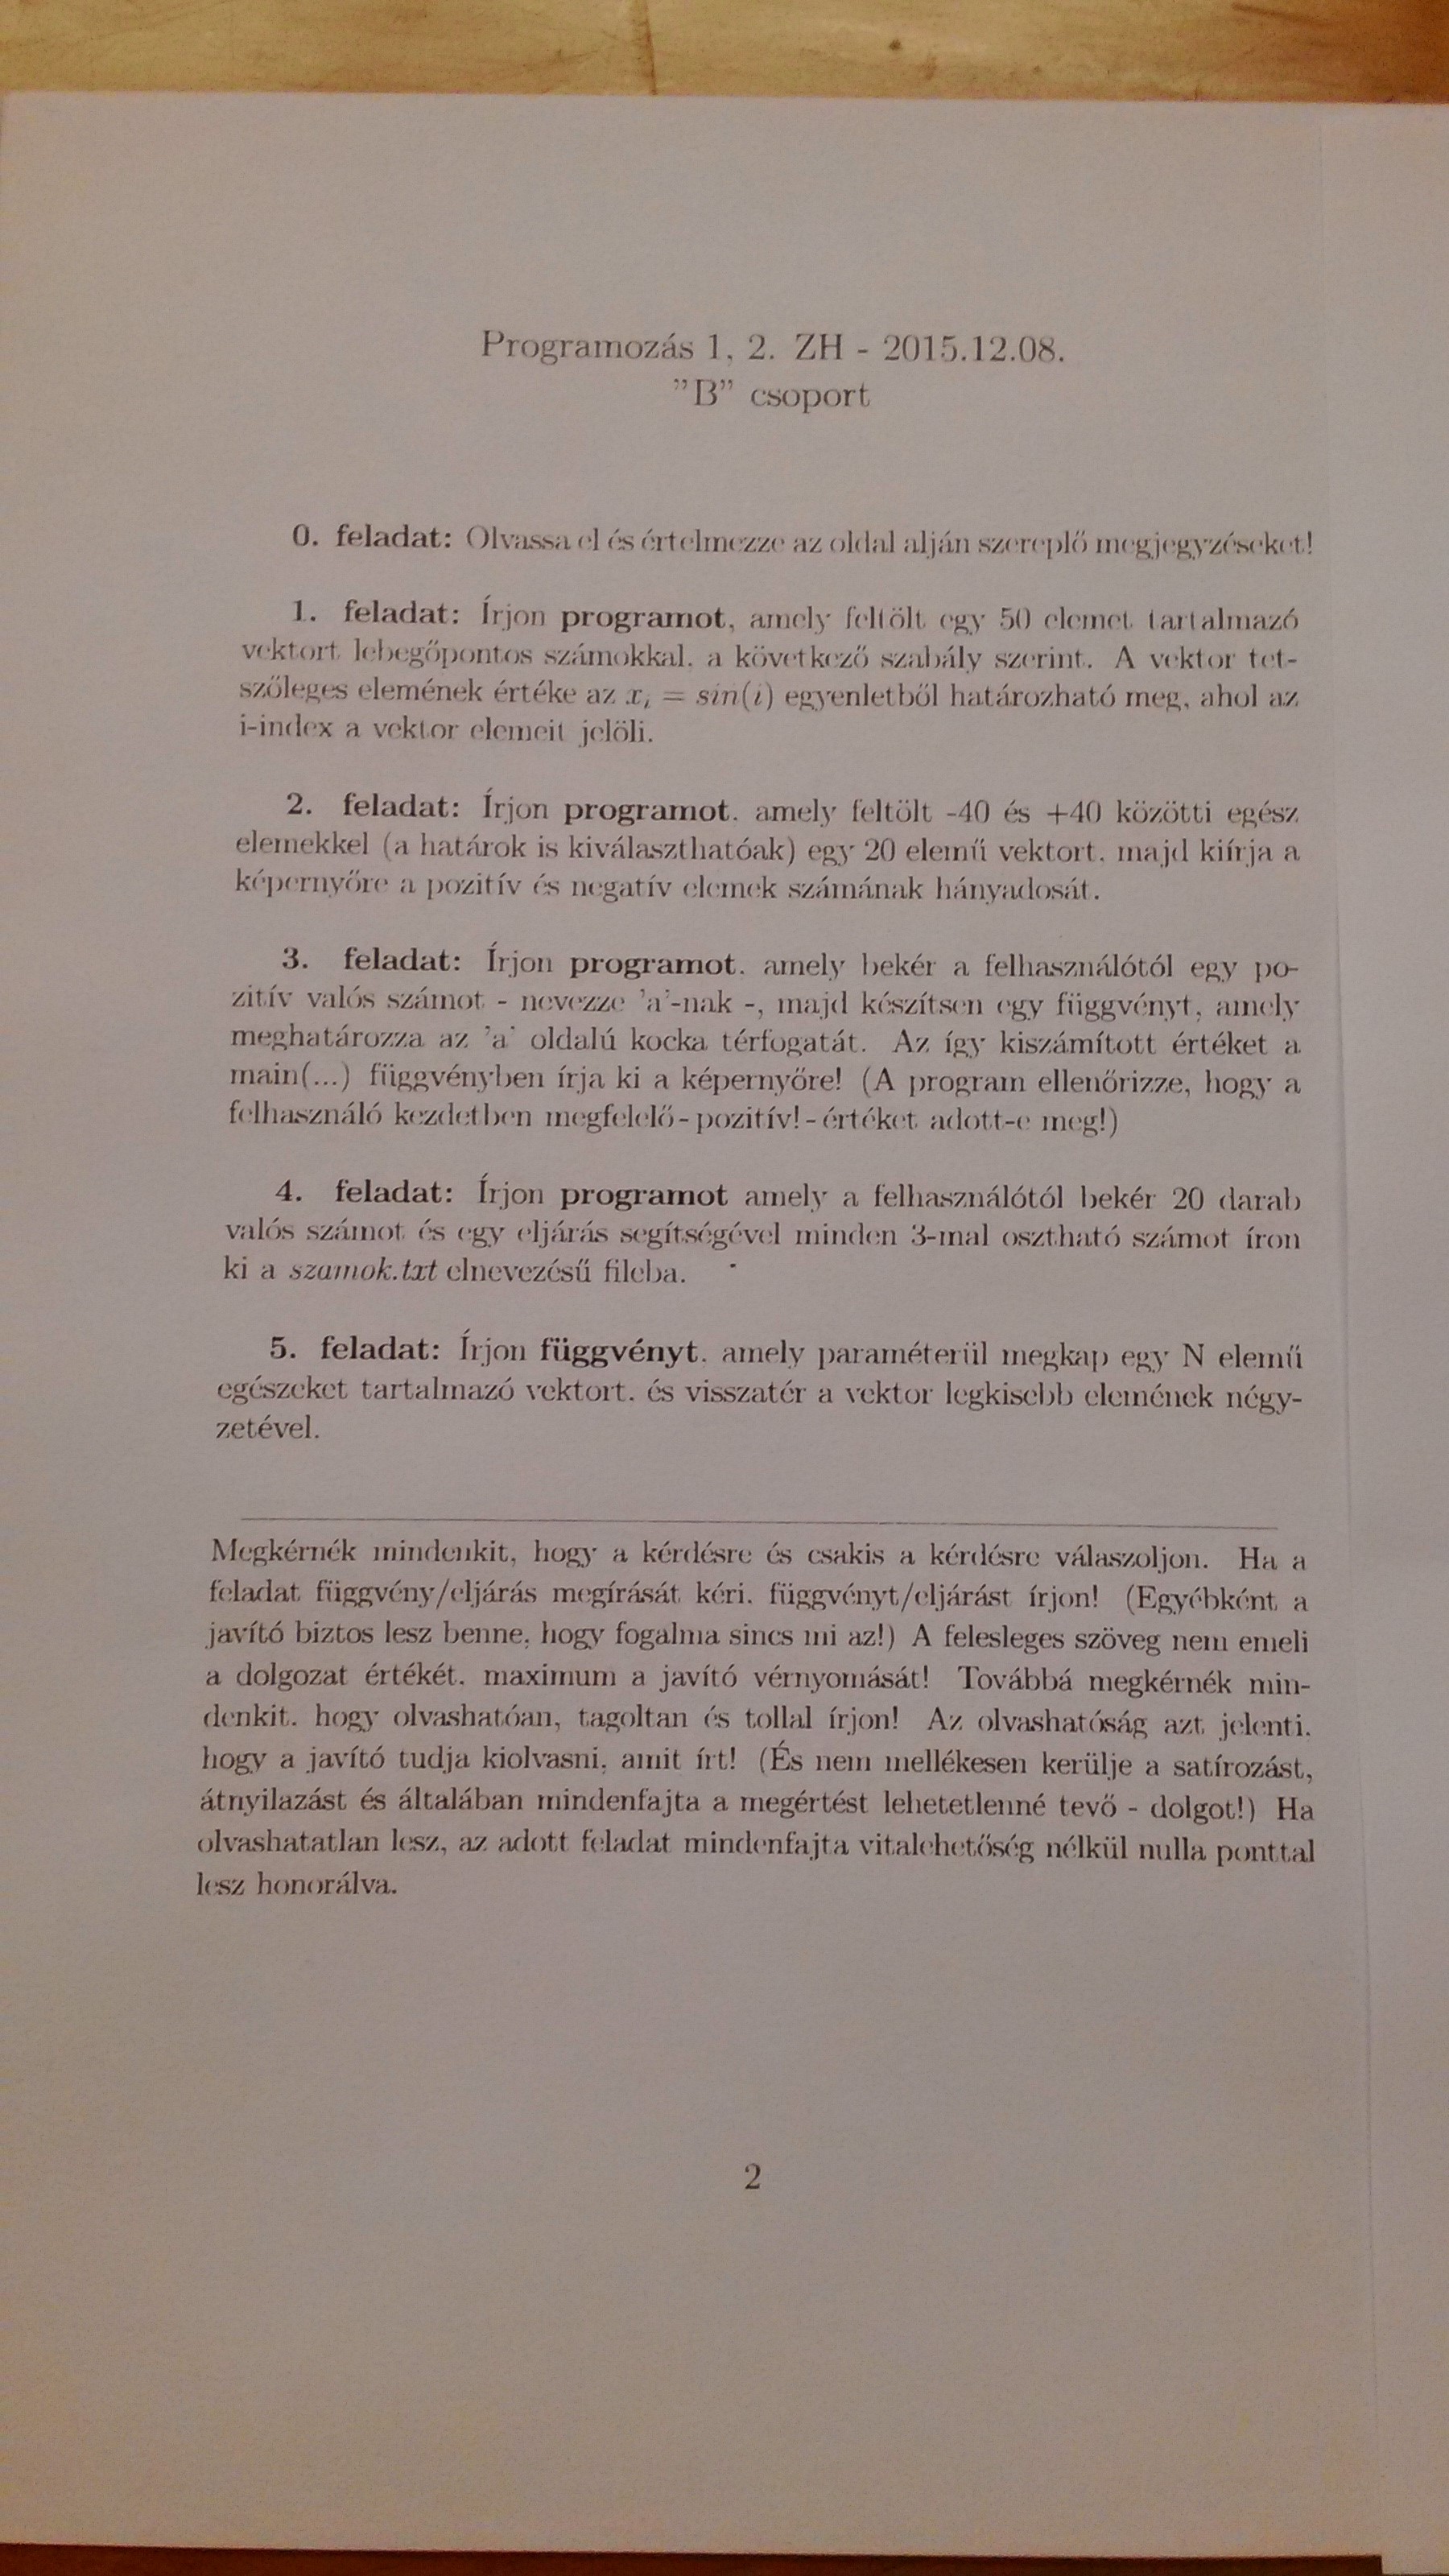 Programozás 1, 2. ZH - 2015.12.08.
"B" csoport
0. feladat: Olvassa el és értelmezze az oldal alján szereplő megjegyzéseket!
1. feladat: Írjon programot, amely feltölt egy 50 elemet tartalmazó
vektort lebegőpontos számokkal, a következő szabály szerint. A vektor tet-
szőleges elemének értéke az x_i = sin(i) egyenletből határozható meg, ahol az
i-index a vektor elemeit jelöli.
2. feladat: Írjon programot, amely feltölt -40 és +40 közötti egész
elemekkel (a határok is kiválaszthatóak) egy 20 elemű vektort, majd kiírja a
képernyőre a pozitív és negatív elemek számának hányadosát.
3. feladat: Írjon programot, amely bekér a felhasználótól egy po-
zitív valós számot - nevezze 'a'-nak -, majd készítsen egy függvényt, amely
meghatározza az 'a' oldalú kocka térfogatát. Az így kiszámított értéket a
main(...) függvényben írja ki a képernyőre! (A program ellenőrizze, hogy a
felhasználó kezdetben megfelelő - pozitív! - értéket adott-e meg!)
4. feladat: Írjon programot amely a felhasználótól bekér 20 darab
valós számot és egy eljárás segítségével minden 3-mal osztható számot íron
ki a szamok.txt elnevezésű fileba.
5. feladat: Írjon függvényt, amely paraméterül megkap egy N elemű
egészeket tartalmazó vektort, és visszatér a vektor legkisebb elemének négy-
zetével.
Megkérnék mindenkit, hogy a kérdésre és csakis a kérdésre válaszoljon. Ha a
feladat függvény/eljárás megírását kéri, függvényt/eljárást írjon! (Egyébként a
javító biztos lesz benne, hogy fogalma sincs mi az!) A felesleges szöveg nem emeli
a dolgozat értékét, maximum a javító vérnyomását! Továbbá megkérnék min-
denkit, hogy olvashatóan, tagoltan és tollal írjon! Az olvashatóság azt jelenti,
hogy a javító tudja kiolvasni, amit írt! (És nem mellékesen kerülje a satírozást,
átnyilazást és általában mindenfajta a megértést lehetetlenné tevő - dolgot!) Ha
olvashatatlan lesz, az adott feladat mindenfajta vitalehetőség nélkül nulla ponttal
lesz honorálva.
2